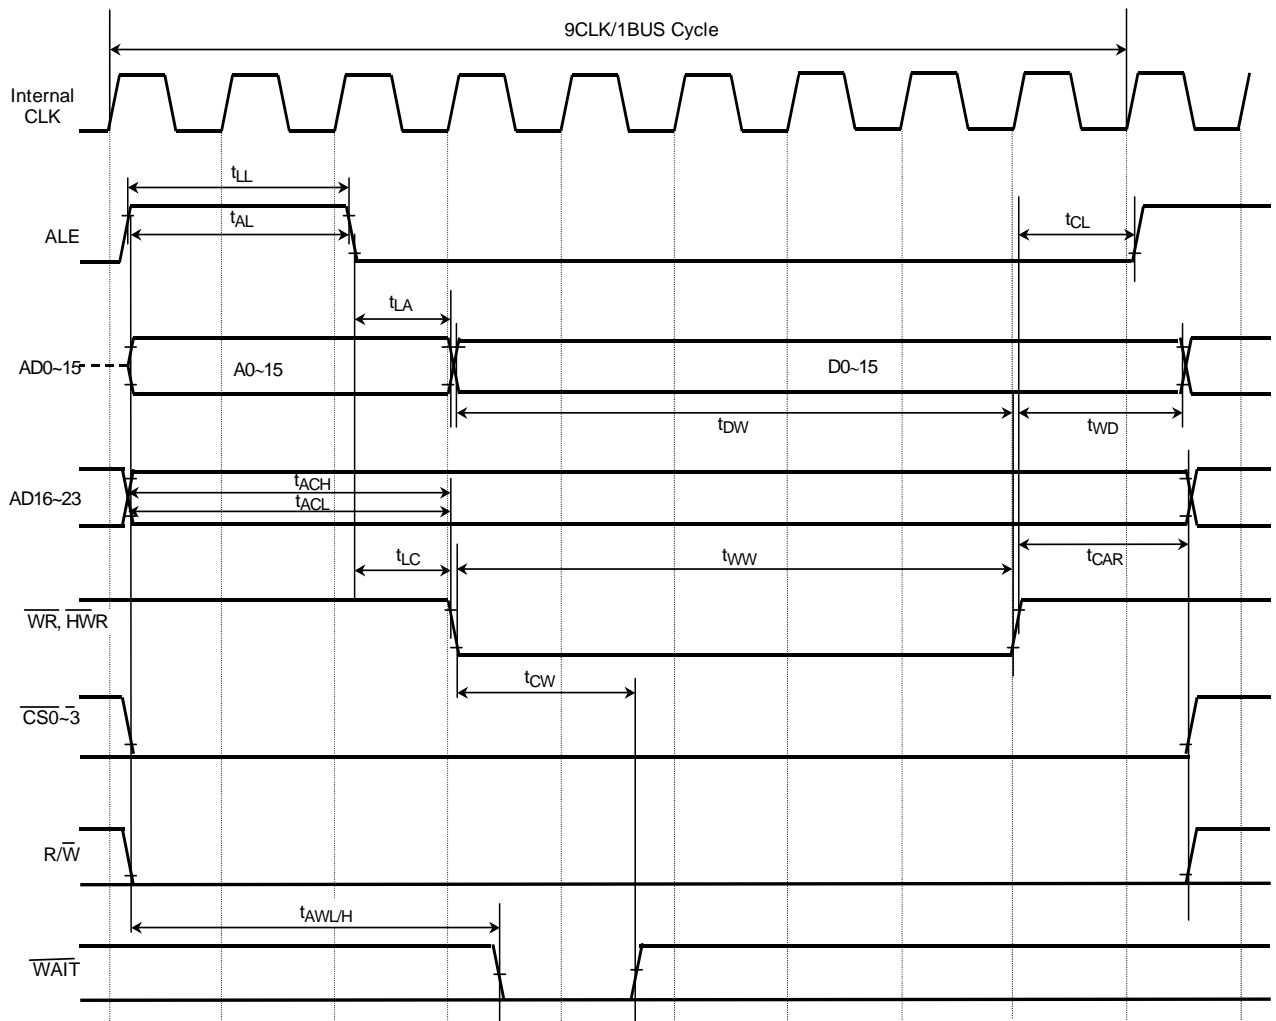 9CLK/1BUS Cycle
Internal
CLK
tLL
tAL
tCL
ALE
tLA
AD0~15
A0~15
D0~15
tDW
tWD
tACH
AD16~23
tACL
tLC
tWW
tCAR
WR, HWR
tCW
CS0~3
R/W
tAWL/H
WAIT